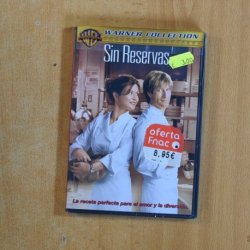 WARNER COLLECTION
Sin Reservas
oferta
Fnac
8,95€
La receta perfecta para el amor y la diversión.